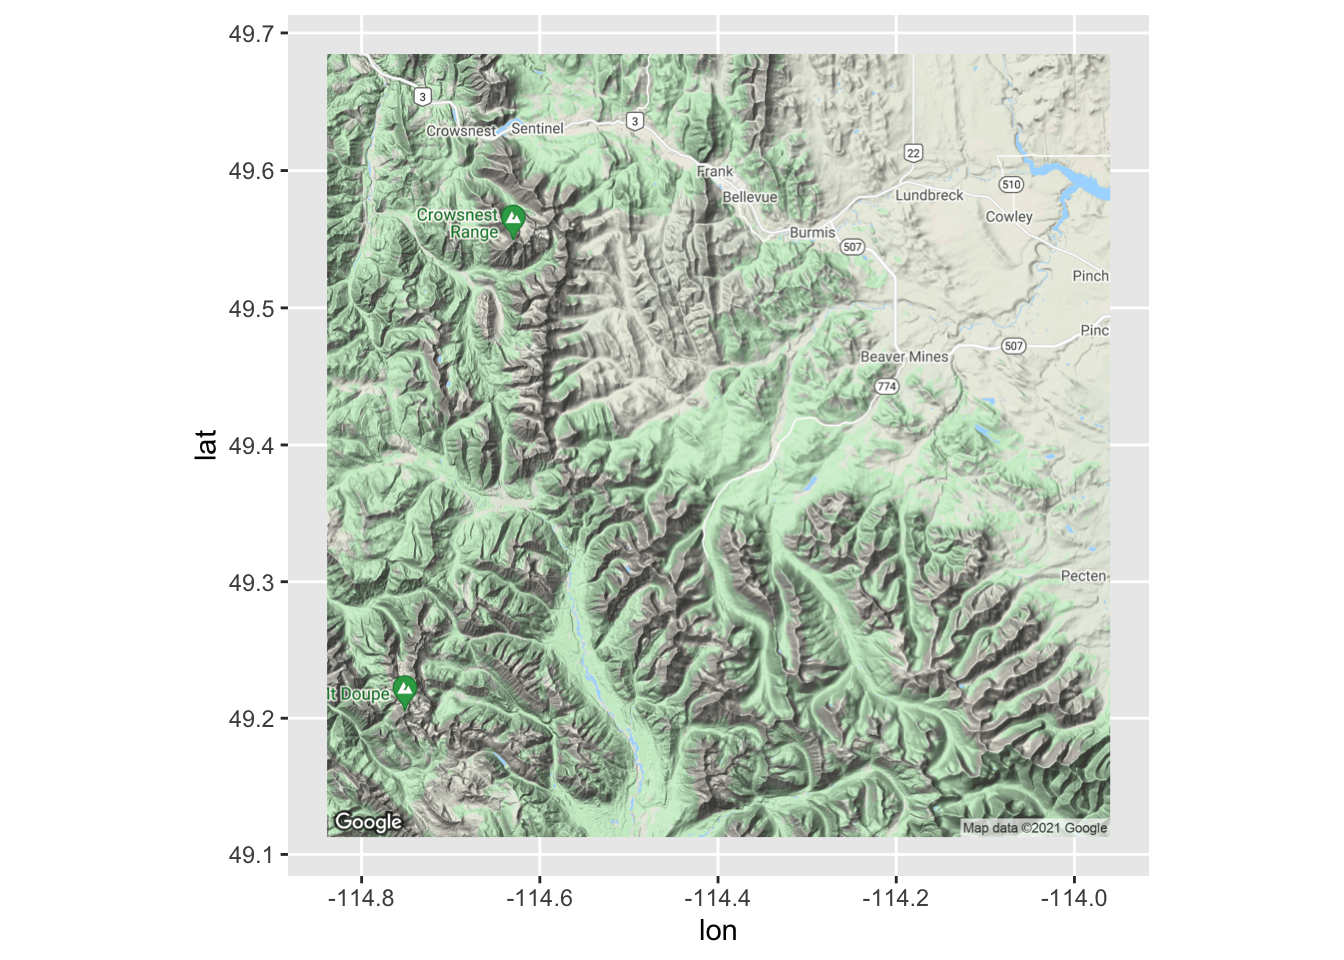 49.7
49.6
49.5
49.4
49.3
49.2
49.1
lat
3
Crowsnest
Sentinel
3
22
Frank
Bellevue
Lundbreck
510
Cowley
Crowsnest
Range
Burmis
507
Pinch
Pinc
507
Beaver Mines
774
Pecten
lt Doupe
Google
Map data ©2021 Google
-114.8
-114.6
-114.4
-114.2
-114.0
lon